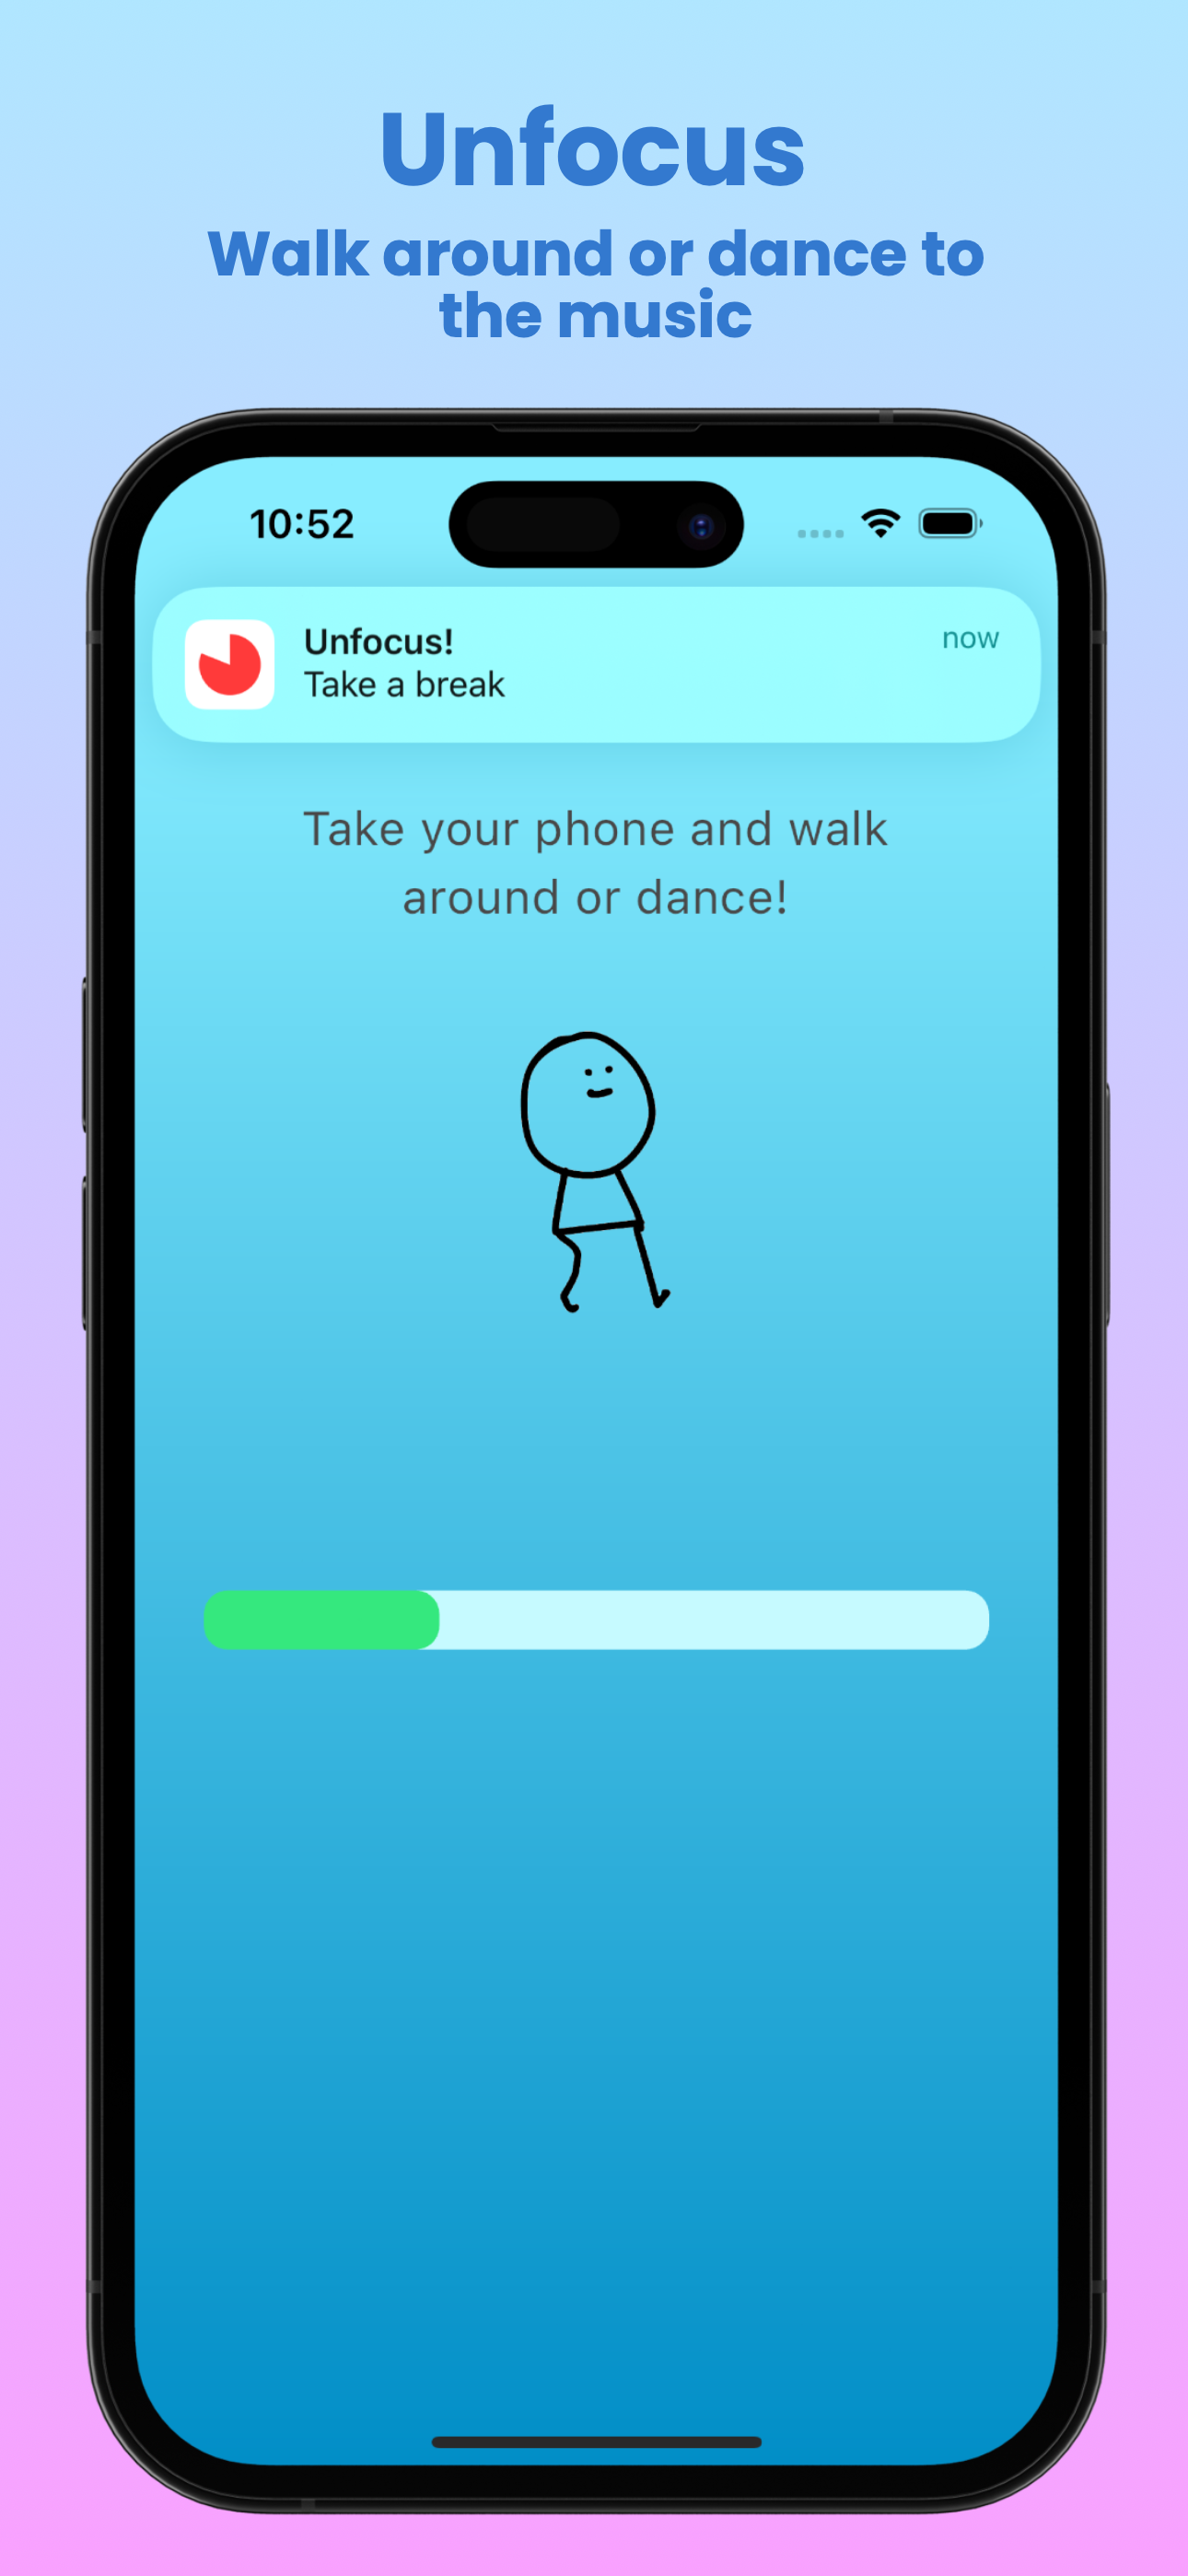 Unfocus
Walk around or dance to
the music
10:52
Unfocus!
now
Take a break
Take your phone and walk
around or dance!